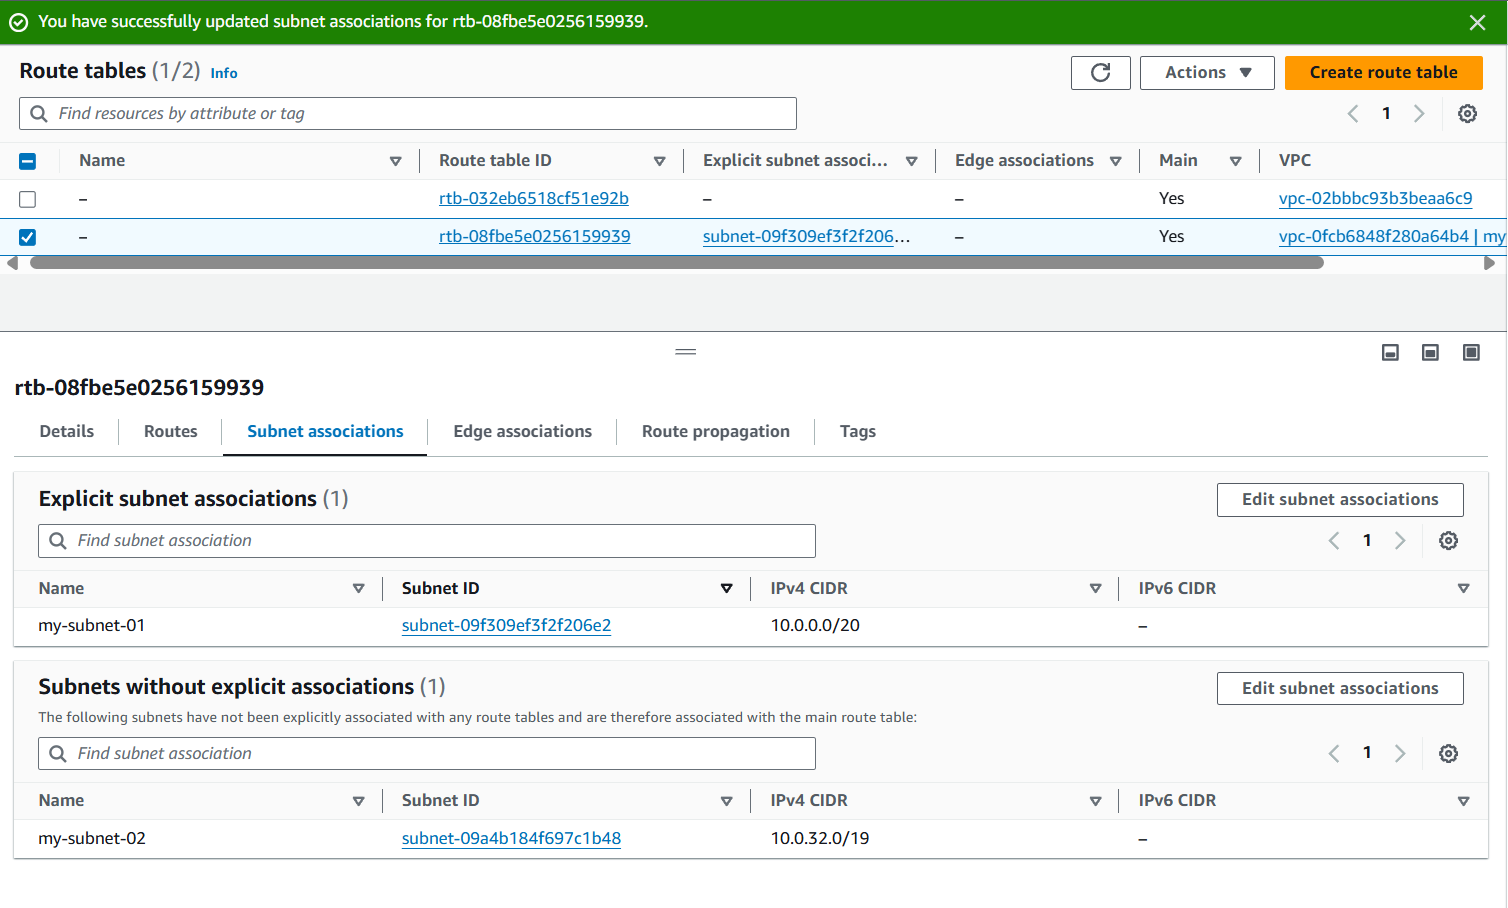 You have successfully updated subnet associations for rtb-08fbe5e0256159939.
Route tables (1/2) Info
Actions
Create route table
Find resources by attribute or tag
1
Name Route table ID Explicit subnet associ... Edge associations Main VPC
– rtb-032eb6518cf51e92b – – Yes vpc-02bbbc93b3beaa6c9
– rtb-08fbe5e0256159939 subnet-09f309ef3f2f206... – Yes vpc-0fcb6848f280a64b4 | my
rtb-08fbe5e0256159939
Details Routes Subnet associations Edge associations Route propagation Tags
Explicit subnet associations (1)
Edit subnet associations
Find subnet association
1
Name Subnet ID IPv4 CIDR IPv6 CIDR
my-subnet-01 subnet-09f309ef3f2f206e2 10.0.0.0/20 –
Subnets without explicit associations (1)
Edit subnet associations
The following subnets have not been explicitly associated with any route tables and are therefore associated with the main route table:
Find subnet association
1
Name Subnet ID IPv4 CIDR IPv6 CIDR
my-subnet-02 subnet-09a4b184f697c1b48 10.0.32.0/19 –